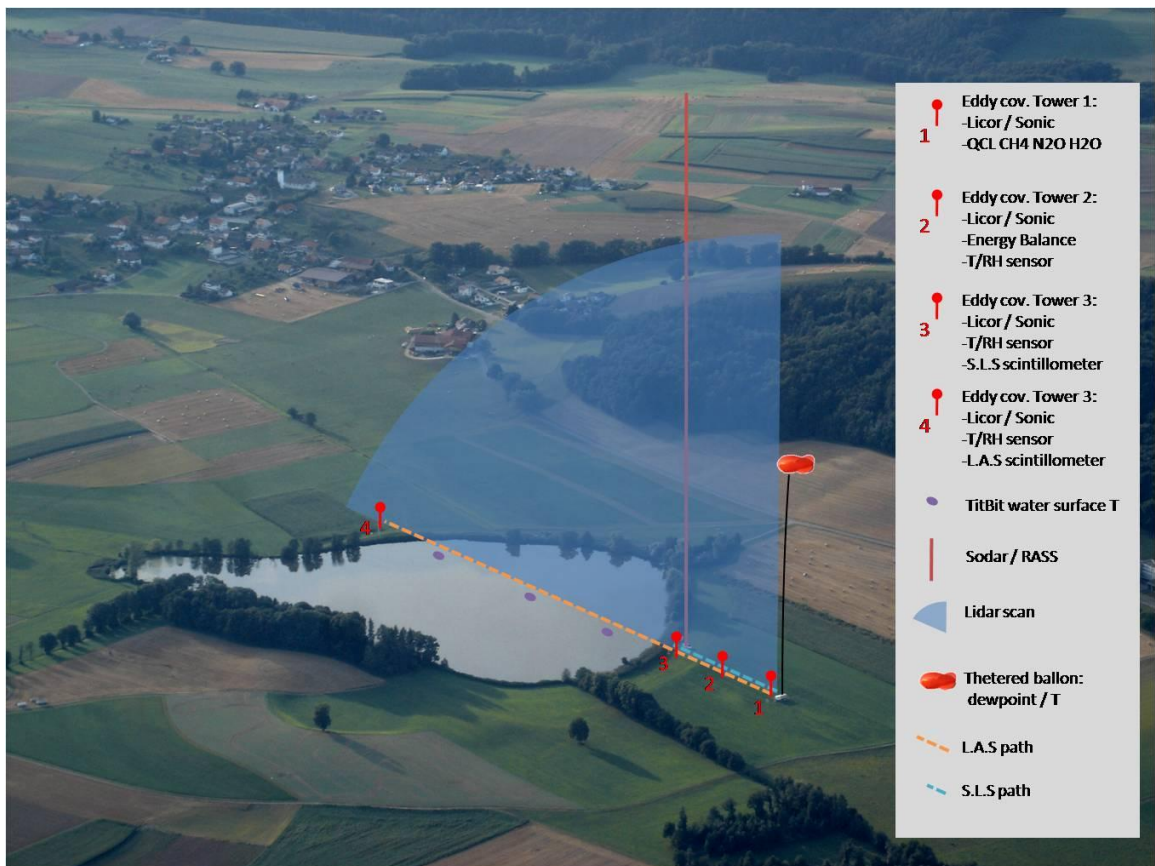 Eddy cov. Tower 1:
-Licor / Sonic
-QCL CH4 N2O H2O
1
Eddy cov. Tower 2:
-Licor / Sonic
-Energy Balance
-T/RH sensor
2
Eddy cov. Tower 3:
-Licor / Sonic
-T/RH sensor
-S.L.S scintillometer
3
Eddy cov. Tower 3:
-Licor / Sonic
-T/RH sensor
-L.A.S scintillometer
4
TitBit water surface T
Sodar / RASS
Lidar scan
Thetered ballon:
dewpoint / T
L.A.S path
S.L.S path
4
3
2
1